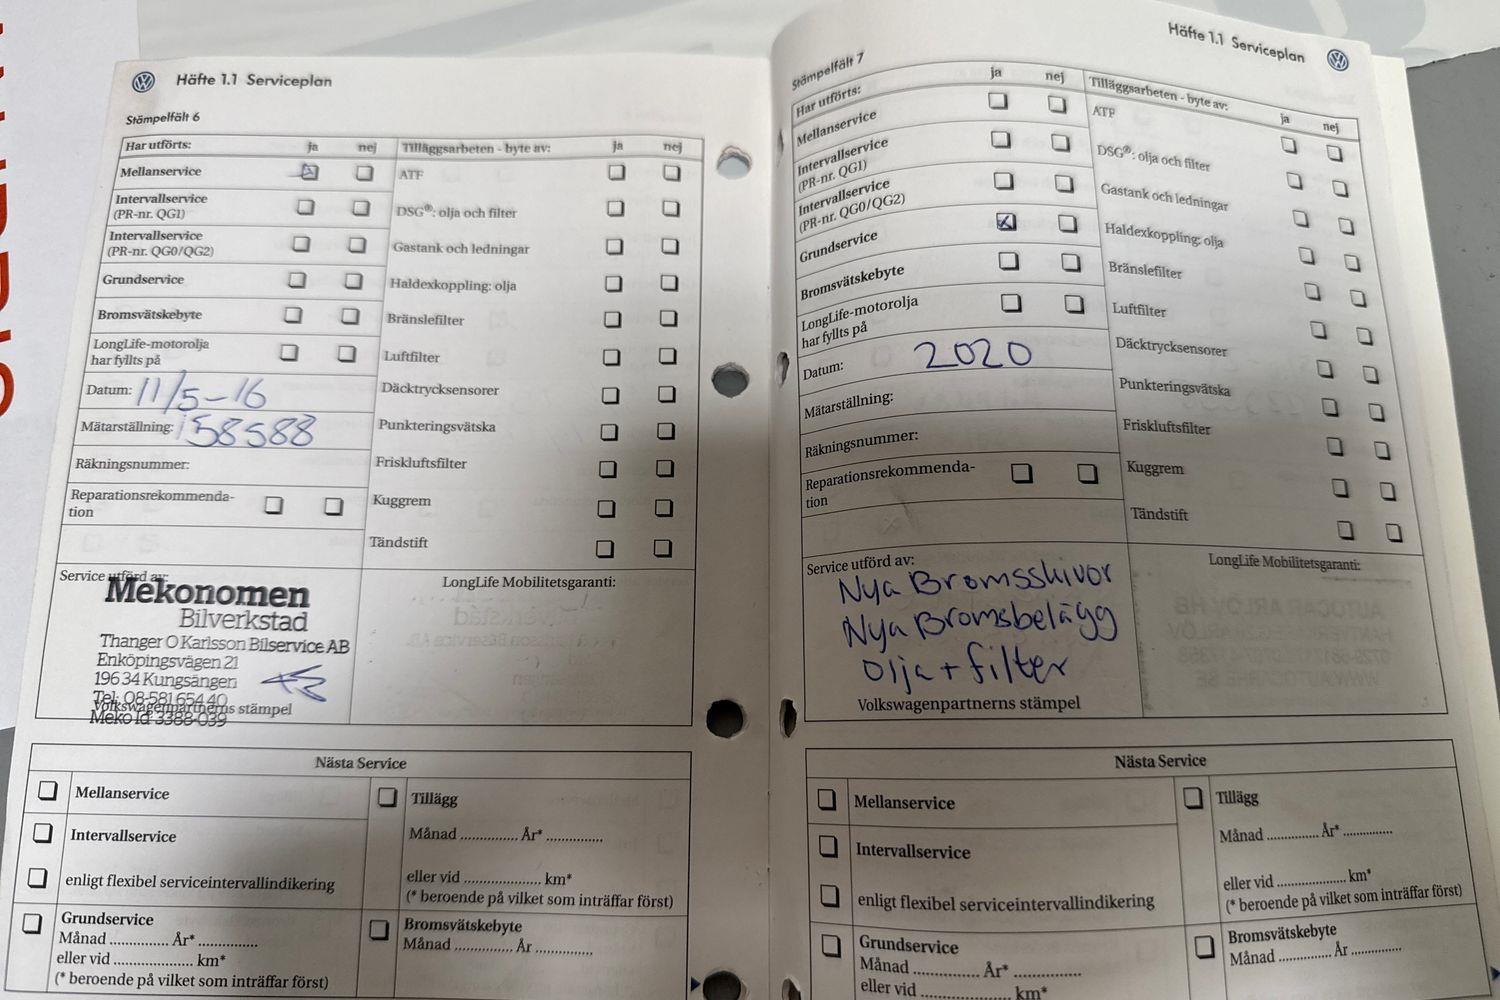 Häfte 1.1 Serviceplan
Stämpelfält 6
Har utförts: ja nej
Mellanservice
Intervallservice
(PR-nr. QG1)
Intervallservice
(PR-nr. QG0/QG2)
Grundservice
Bromsvätskebyte
LongLife-motorolja
har fyllts på
Datum: 11/5-16
Mätarställning: 158588
Räkningsnummer:
Reparationsrekommenda-
tion
Tilläggsarbeten - byte av: ja nej
ATF
DSG®: olja och filter
Gastank och ledningar
Haldexkoppling: olja
Bränslefilter
Luftfilter
Däcktrycksensorer
Punkteringsvätska
Friskluftsfilter
Kuggrem
Tändstift
Service utförd av:
Mekonomen
Bilverkstad
Thanger O Karlsson Bilservice AB
Enköpingsvägen 21
196 34 Kungsängen
Tel: 08-581 654 40
Volkswagenpartnerns stämpel
Meko Id: 3388-039
LongLife Mobilitetsgaranti:
Nästa Service
Mellanservice
Intervallservice
enligt flexibel serviceintervallindikering
Grundservice
Månad .............. År* ..............
eller vid .................... km*
(* beroende på vilket som inträffar först)
Tillägg
Månad .............. År* ..............
eller vid .................... km*
(* beroende på vilket som inträffar först)
Bromsvätskebyte
Månad .............. År ..............
Häfte 1.1 Serviceplan
Stämpelfält 7
Har utförts: ja nej
Mellanservice
Intervallservice
(PR-nr. QG1)
Intervallservice
(PR-nr. QG0/QG2)
Grundservice
Bromsvätskebyte
LongLife-motorolja
har fyllts på
Datum: 2020
Mätarställning:
Räkningsnummer:
Reparationsrekommenda-
tion
Tilläggsarbeten - byte av: ja nej
ATF
DSG®: olja och filter
Gastank och ledningar
Haldexkoppling: olja
Bränslefilter
Luftfilter
Däcktrycksensorer
Punkteringsvätska
Friskluftsfilter
Kuggrem
Tändstift
Service utförd av:
Nya Bromsskivor
Nya Bromsbelägg
olja + filter
Volkswagenpartnerns stämpel
LongLife Mobilitetsgaranti:
Nästa Service
Mellanservice
Intervallservice
enligt flexibel serviceintervallindikering
Grundservice
Månad .............. År* ..............
eller vid .................... km*
Tillägg
Månad .............. År* ..............
eller vid .................... km*
(* beroende på vilket som inträffar först)
Bromsvätskebyte
Månad .............. År ..............